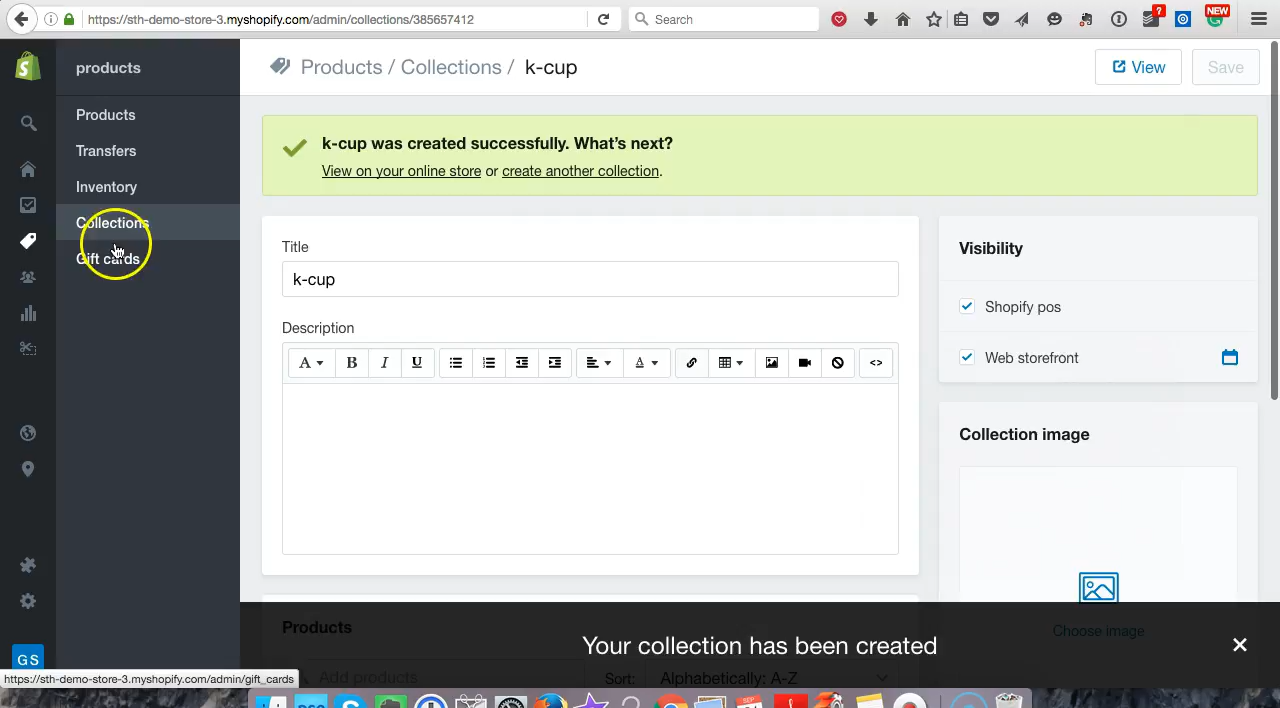 https://sth-demo-store-3.myshopify.com/admin/collections/385657412
Search
?
NEW
products
Products
Transfers
Inventory
Collections
Gift cards
GS
Products / Collections / k-cup
View
Save
k-cup was created successfully. What's next?
View on your online store or create another collection.
Title
k-cup
Description
A B I U A <>
Visibility
Shopify pos
Web storefront
Collection image
Choose image
Products
Add products
Sort: Alphabetically: A-Z
Your collection has been created
https://sth-demo-store-3.myshopify.com/admin/gift_cards